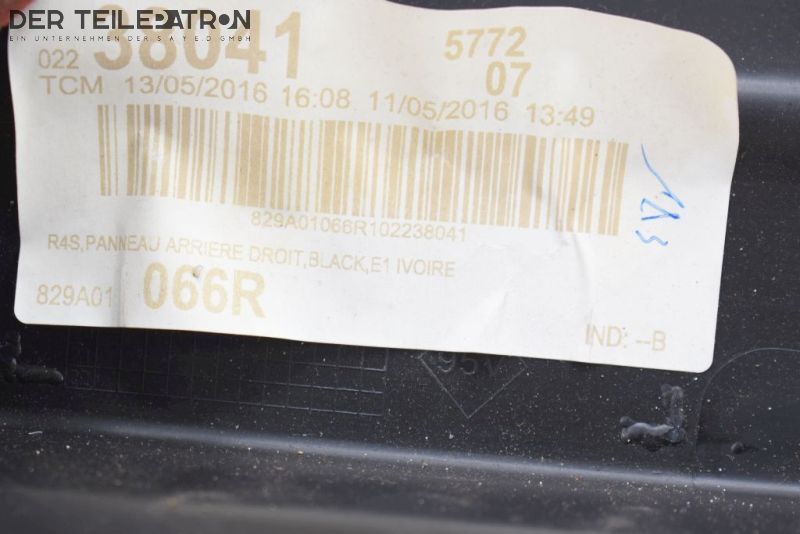 DER TEILEPATRON
EIN UNTERNEHMEN DER S A Y E D GMBH
022 38041 5772
07
TCM 13/05/2016 16:08 11/05/2016 13:49
829A01066R102238041
R4S,PANNEAU ARRIERE DROIT,BLACK,E1 IVOIRE
829A01 066R
IND: --B